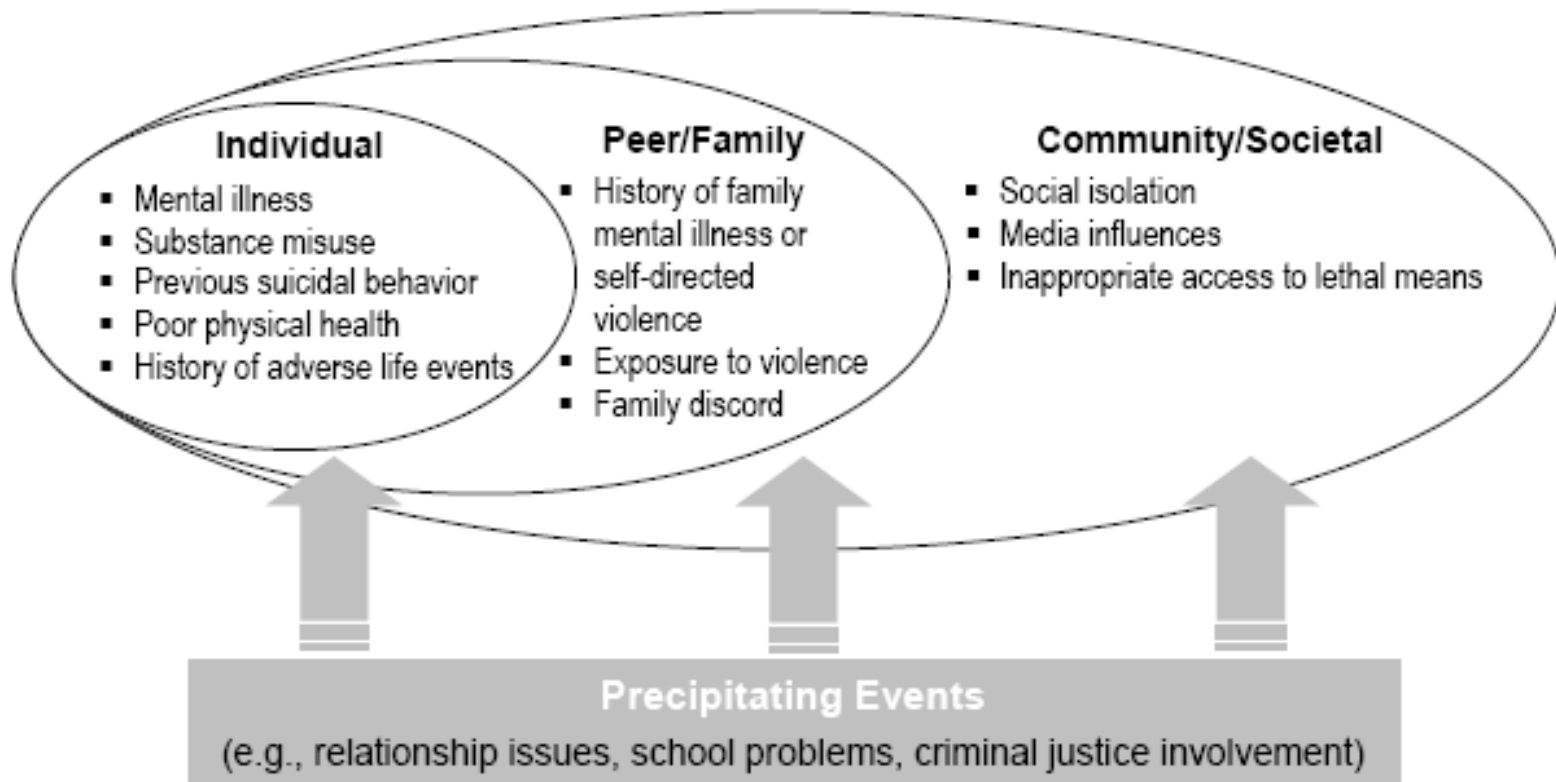 Individual
▪ Mental illness
▪ Substance misuse
▪ Previous suicidal behavior
▪ Poor physical health
▪ History of adverse life events
Peer/Family
▪ History of family
mental illness or
self-directed
violence
▪ Exposure to violence
▪ Family discord
Community/Societal
▪ Social isolation
▪ Media influences
▪ Inappropriate access to lethal means
Precipitating Events
(e.g., relationship issues, school problems, criminal justice involvement)